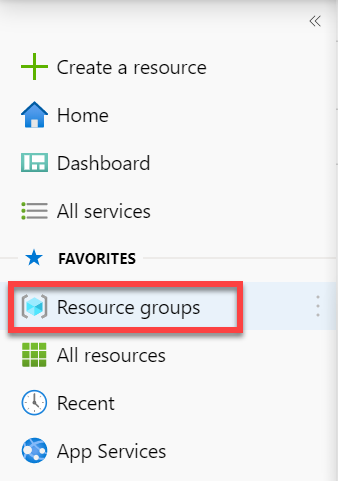 Create a resource
Home
Dashboard
All services
FAVORITES
Resource groups
All resources
Recent
App Services